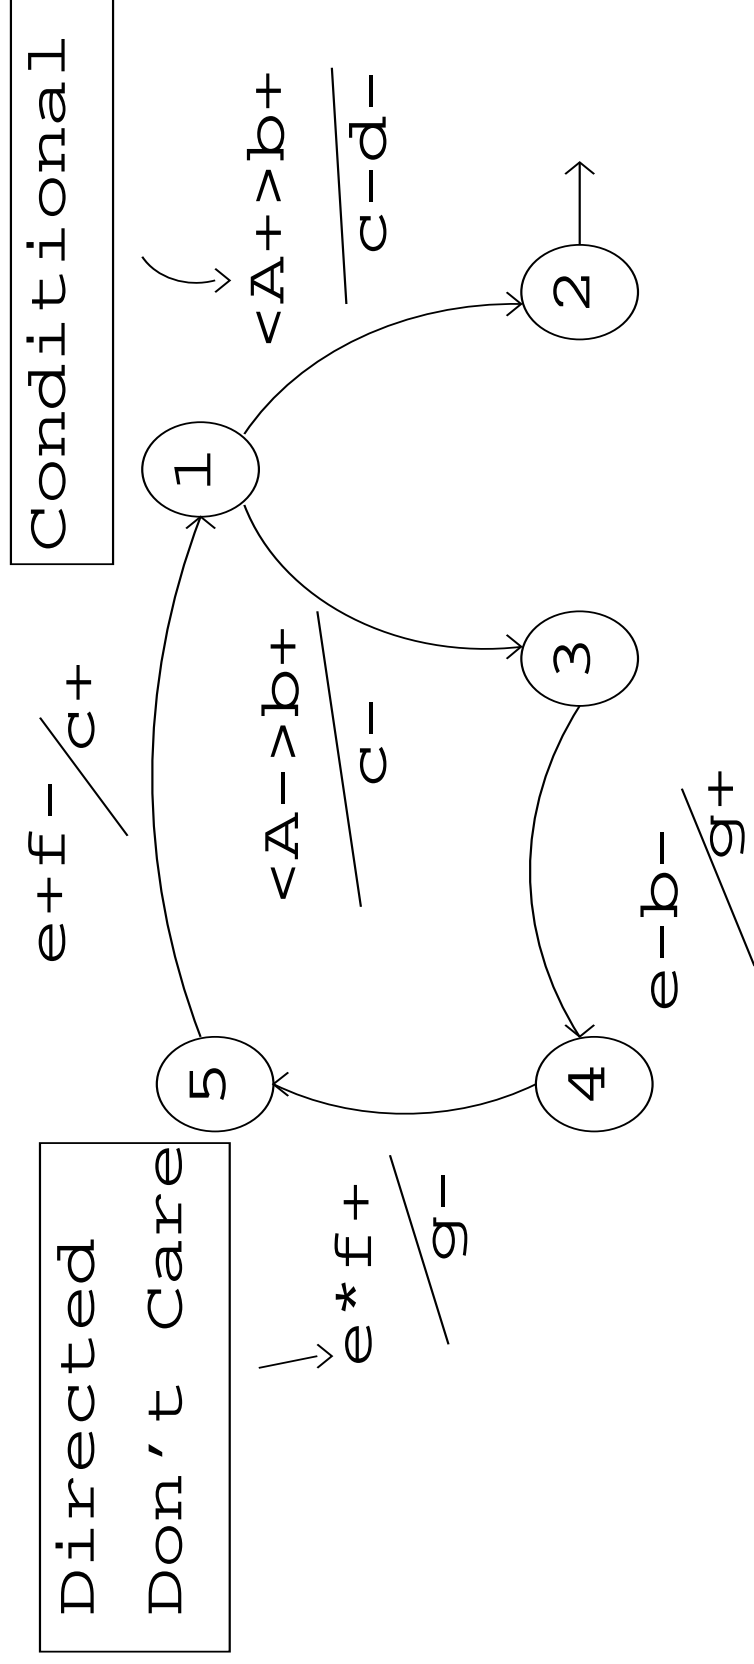 Directed
Don't Care
Conditional
e+f-
c+
5
1
<A+>b+
c-d-
<A->b+
c-
e*f+
g-
4
3
2
e-b-
g+